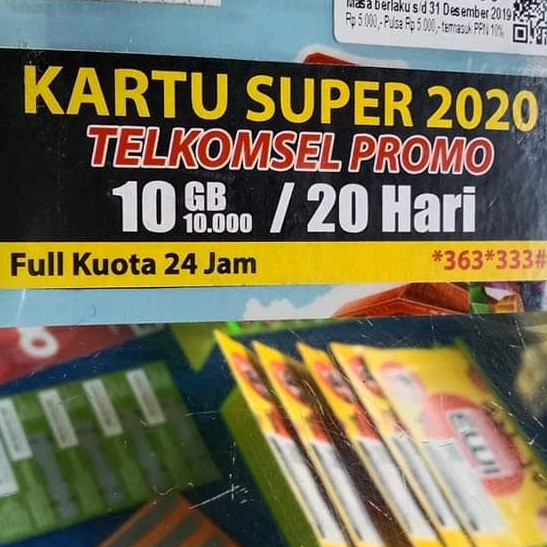 Masa berlaku s/d 31 Desember 2019
Rp 5.000,- Pulsa Rp 5.000,- termasuk PPN 10%
KARTU SUPER 2020
TELKOMSEL PROMO
10 GB / 20 Hari
10.000
Full Kuota 24 Jam
*363*333#